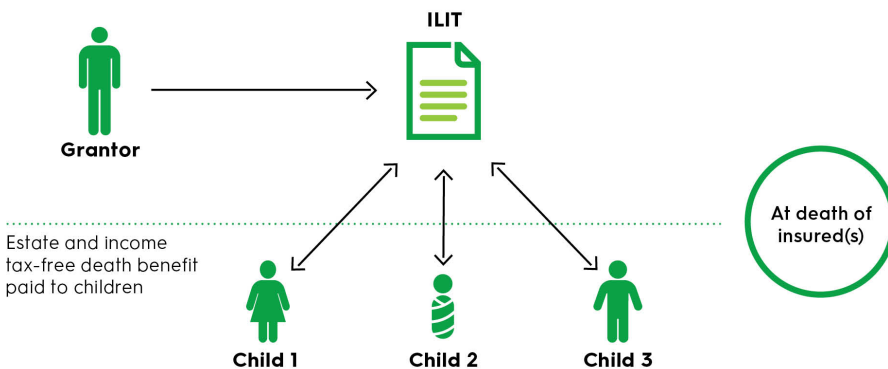 ILIT
Grantor
At death of
insured(s)
Estate and income
tax-free death benefit
paid to children
Child 1
Child 2
Child 3